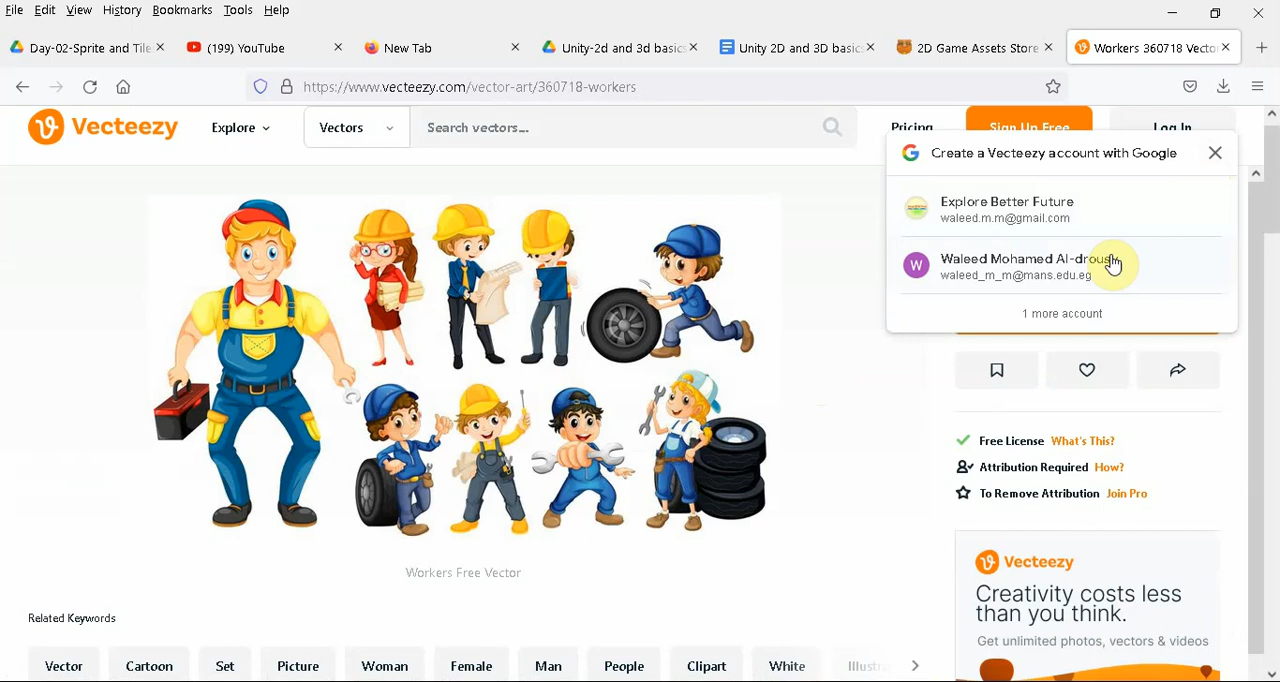 File Edit View History Bookmarks Tools Help
Day-02-Sprite and Tile
(199) YouTube
New Tab
Unity-2d and 3d basics
Unity 2D and 3D basic
2D Game Assets Store
Workers 360718 Vecto
https://www.vecteezy.com/vector-art/360718-workers
Vecteezy
Explore
Vectors
Search vectors...
Pricing
Sign Up Free
Log In
Create a Vecteezy account with Google
Explore Better Future
waleed.m.m@gmail.com
W
Waleed Mohamed Al-drousy
waleed_m_m@mans.edu.eg
1 more account
Free License What's This?
Attribution Required How?
To Remove Attribution Join Pro
Workers Free Vector
Vecteezy
Creativity costs less
than you think.
Get unlimited photos, vectors & videos
Related Keywords
Vector Cartoon Set Picture Woman Female Man People Clipart White Illustra